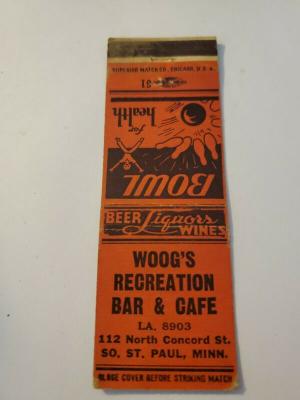 SUPERIOR MATCH CO., CHICAGO, U.S.A.
31
BOWL
for
health
BEER Liquors WINES
WOOG'S
RECREATION
BAR & CAFE
LA. 8903
112 North Concord St.
SO. ST. PAUL, MINN.
CLOSE COVER BEFORE STRIKING MATCH